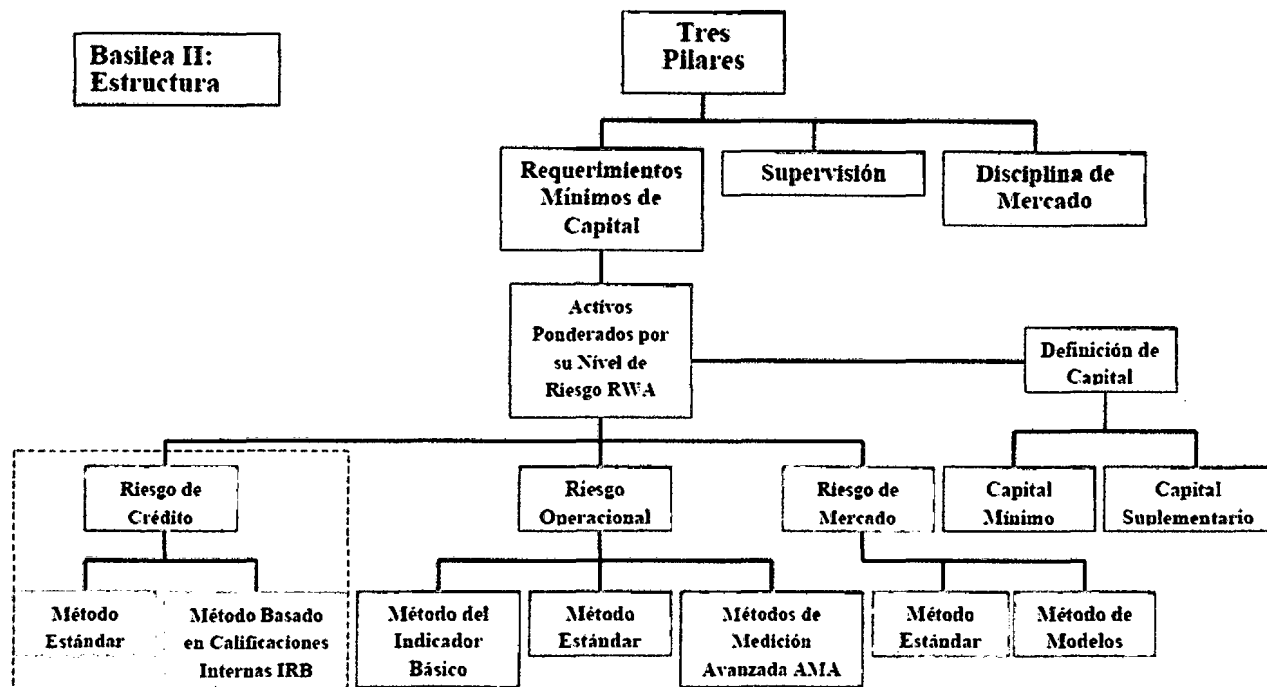 Basilea II:
Estructura
Tres
Pilares
Requerimientos
Mínimos de
Capital
Supervisión
Disciplina de
Mercado
Activos
Ponderados por
su Nivel de
Riesgo RWA
Definición de
Capital
Riesgo de
Crédito
Riesgo
Operacional
Riesgo de
Mercado
Capital
Mínimo
Capital
Suplementario
Método
Estándar
Método Basado
en Calificaciones
Internas IRB
Método del
Indicador
Básico
Método
Estándar
Métodos de
Medición
Avanzada AMA
Método
Estándar
Método de
Modelos